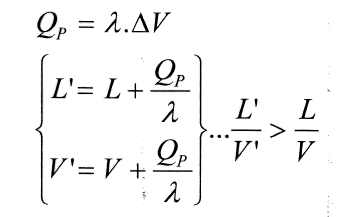 Q_P = λ.ΔV
{ L' = L + Q_P/λ
V' = V + Q_P/λ } ... L'/V' > L/V